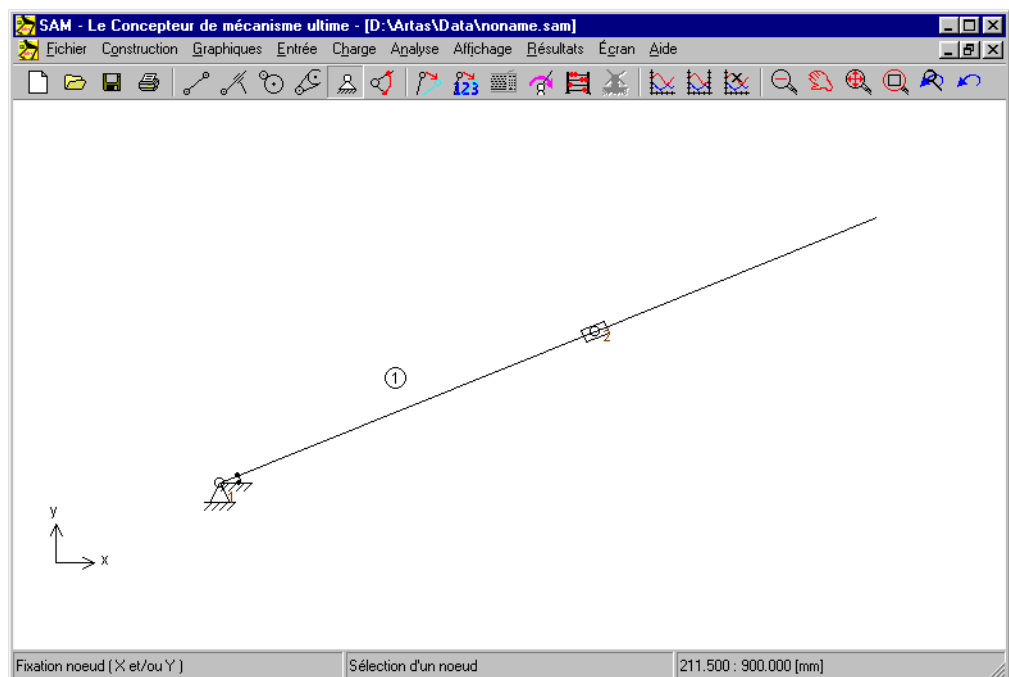 SAM - Le Concepteur de mécanisme ultime - [D:\Artas\Data\noname.sam]
Fichier Construction Graphiques Entrée Charge Analyse Affichage Résultats Écran Aide
123
2
1
1
y
x
Fixation noeud ( X et/ou Y )
Sélection d'un noeud
211.500 : 900.000 [mm]